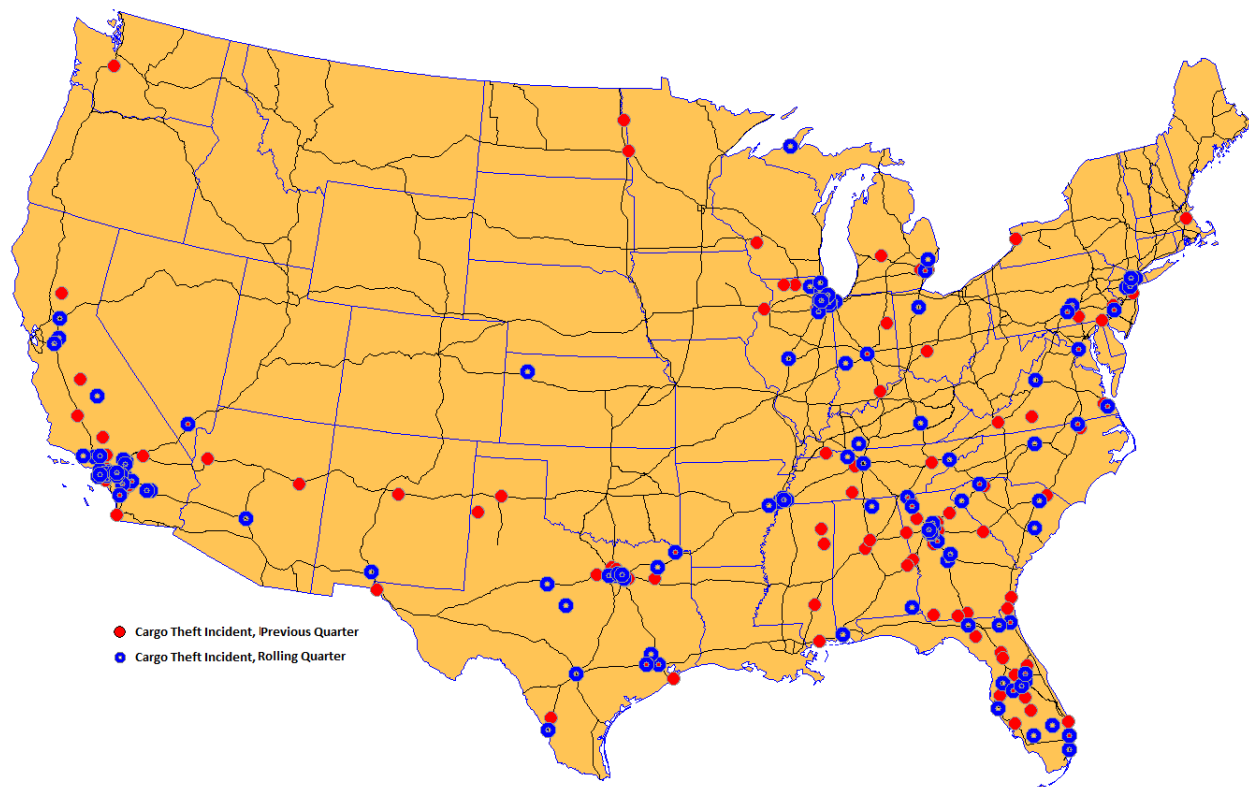 Cargo Theft Incident, Previous Quarter
Cargo Theft Incident, Rolling Quarter